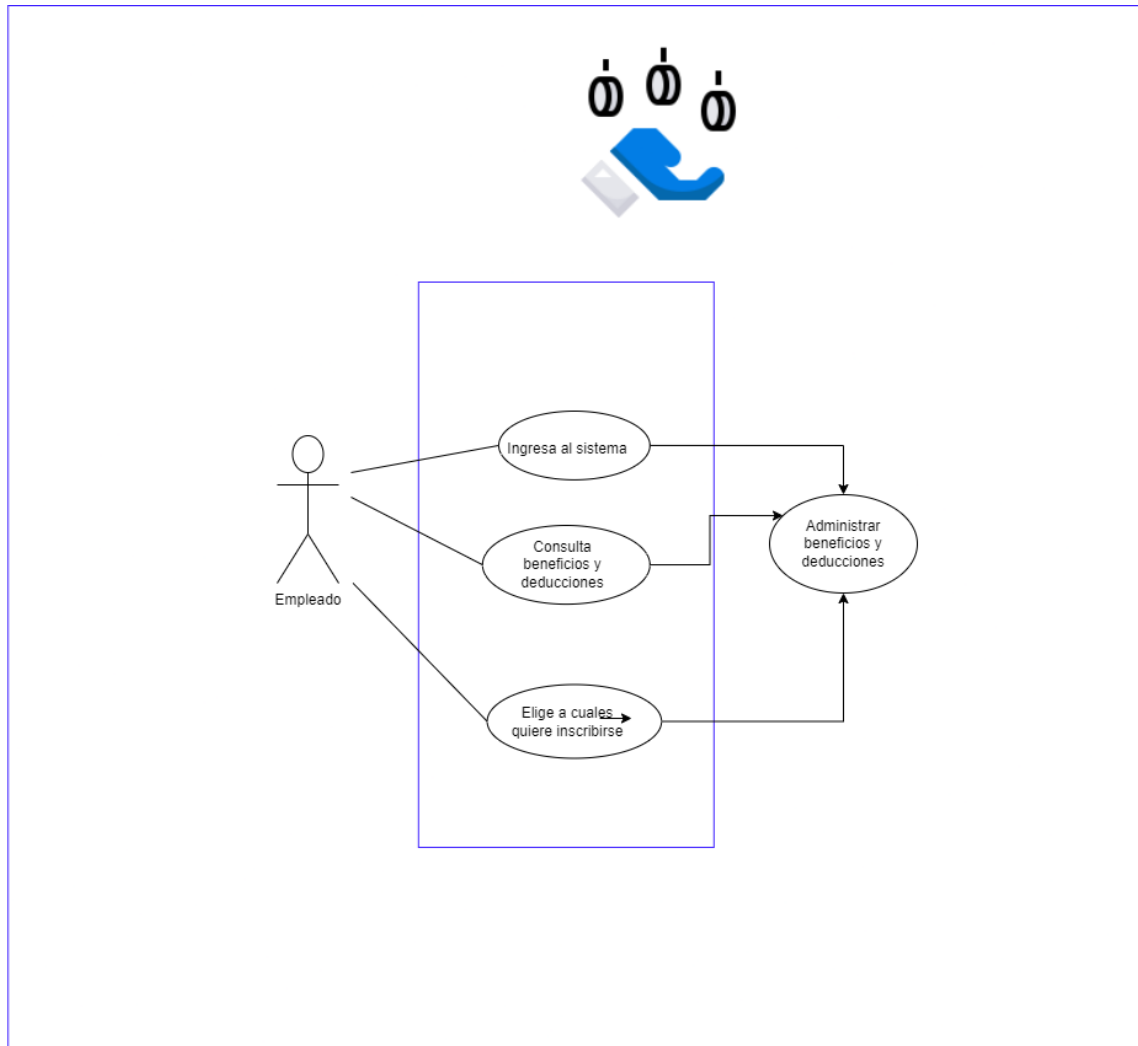 Ingresa al sistema
Consulta
beneficios y
deducciones
Administrar
beneficios y
deducciones
Empleado
Elige a cuales
quiere inscribirse